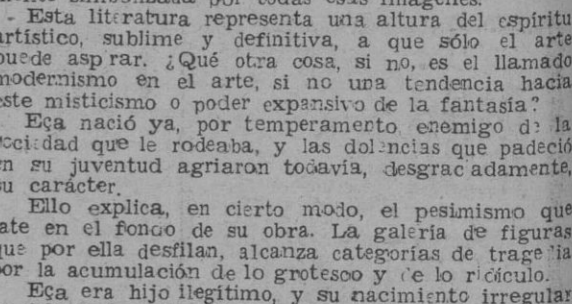 - Esta literatura representa una altura del espíritu
artístico, sublime y definitiva, a que sólo el arte
puede aspirar. ¿Qué otra cosa, si no, es el llamado
modernismo en el arte, si no una tendencia hacia
este misticismo o poder expansivo de la fantasía?
Eça nació ya, por temperamento enemigo de la
sociedad que le rodeaba, y las dolencias que padeció
en su juventud agriaron todavía, desgraciadamente,
su carácter.
Ello explica, en cierto modo, el pesimismo que
late en el fondo de su obra. La galería de figuras
que por ella desfilan, alcanza categorías de tragedia
por la acumulación de lo grotesco y de lo ridículo.
Eça era hijo ilegítimo, y su nacimiento irregular